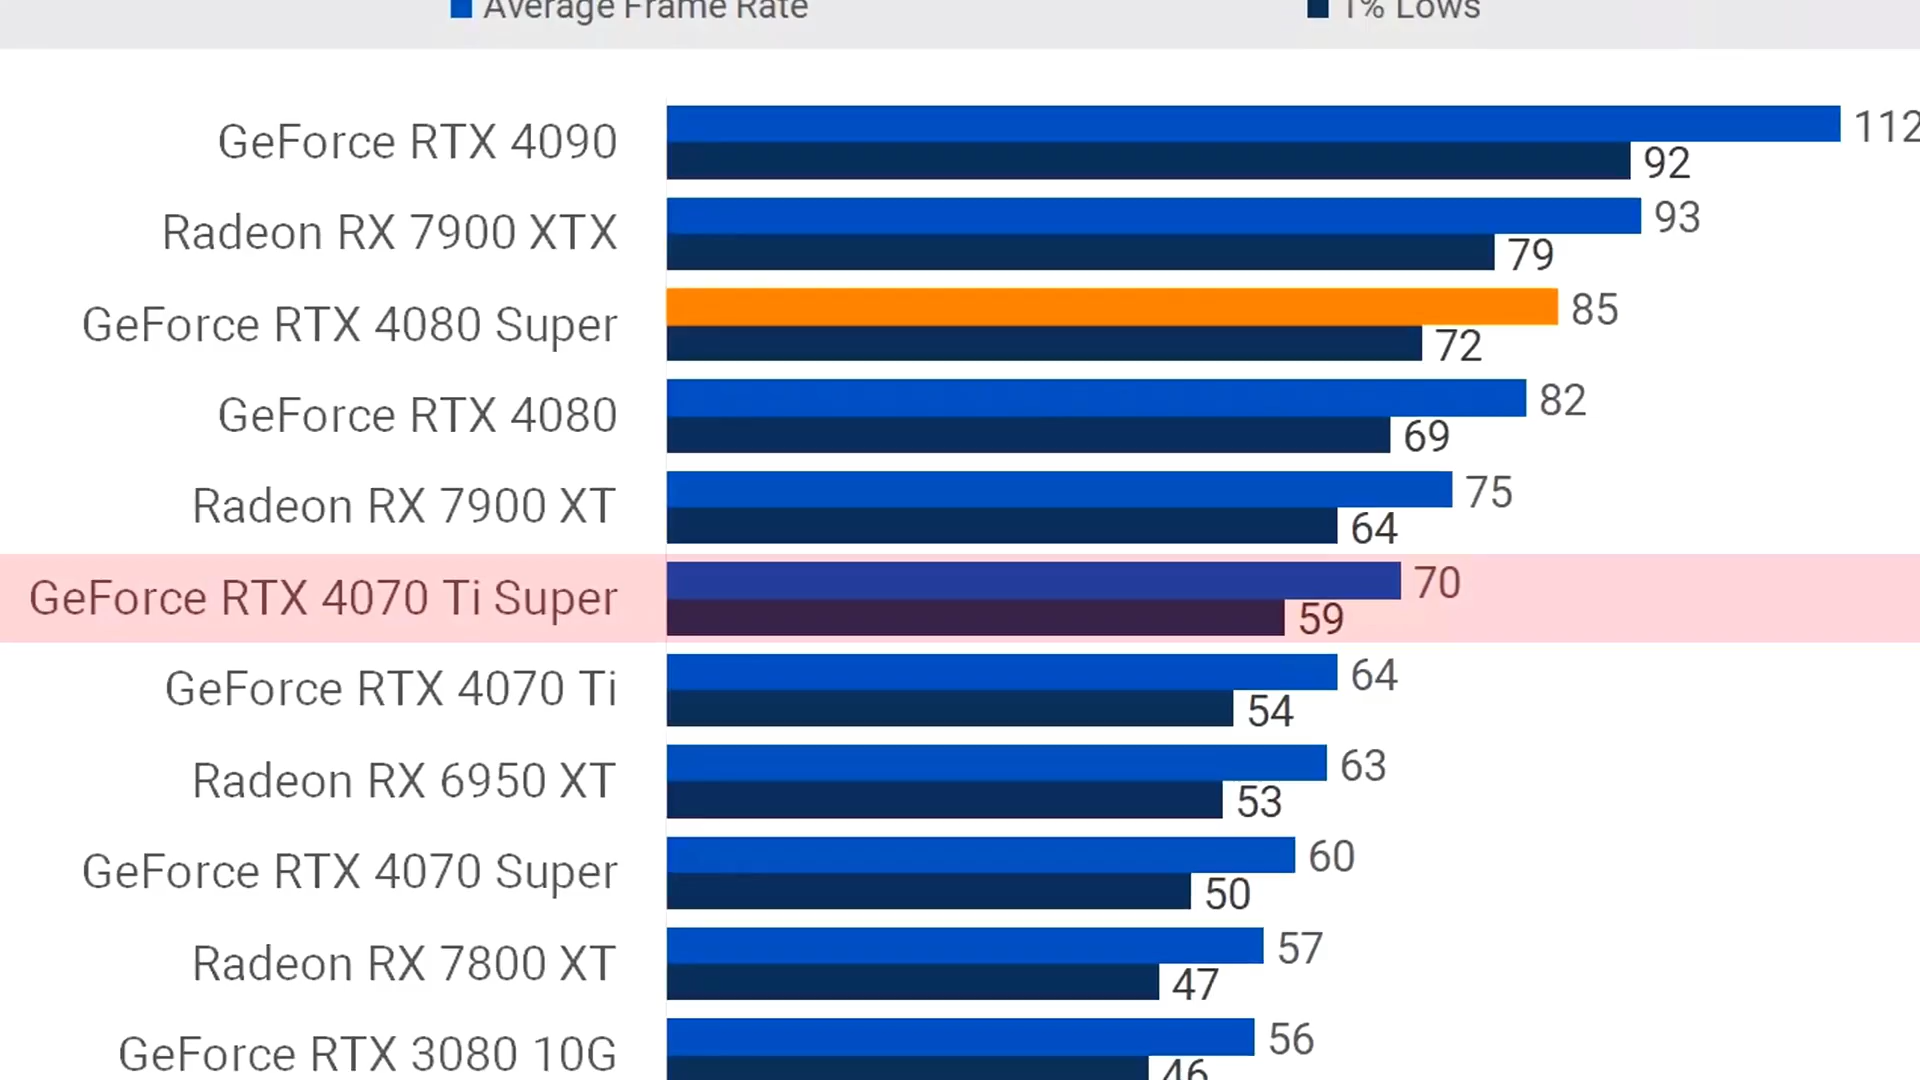 Average Frame Rate 1% Lows
GeForce RTX 4090 112
92
Radeon RX 7900 XTX 93
79
GeForce RTX 4080 Super 85
72
GeForce RTX 4080 82
69
Radeon RX 7900 XT 75
64
GeForce RTX 4070 Ti Super 70
59
GeForce RTX 4070 Ti 64
54
Radeon RX 6950 XT 63
53
GeForce RTX 4070 Super 60
50
Radeon RX 7800 XT 57
47
GeForce RTX 3080 10G 56
46